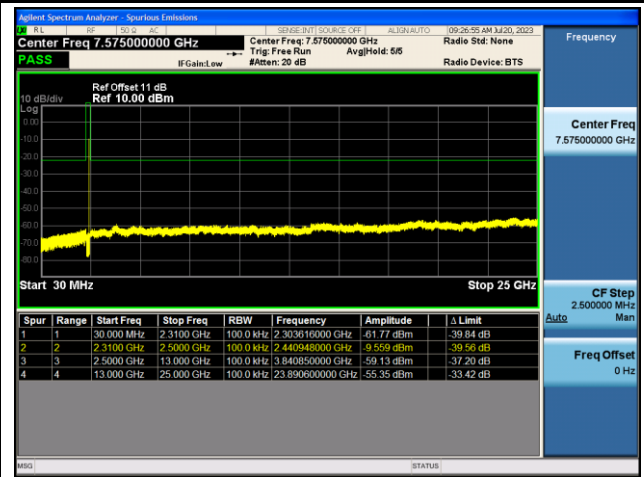 Agilent Spectrum Analyzer - Spurious Emissions
RL RF 50 Ω AC SENSE:INT SOURCE OFF ALIGN AUTO 09:26:55 AM Jul 20, 2023
Center Freq 7.575000000 GHz Center Freq: 7.575000000 GHz Radio Std: None
Trig: Free Run Avg|Hold: 5/5
PASS IFGain:Low #Atten: 20 dB Radio Device: BTS
Ref Offset 11 dB
10 dB/div Ref 10.00 dBm
Log
0.00
-10.0
-20.0
-30.0
-40.0
-50.0
-60.0
-70.0
-80.0
Start 30 MHz Stop 25 GHz
Spur Range Start Freq Stop Freq RBW Frequency Amplitude Δ Limit
1 1 30.000 MHz 2.3100 GHz 100.0 kHz 2.303616000 GHz -61.77 dBm -39.84 dB
2 2 2.3100 GHz 2.5000 GHz 100.0 kHz 2.440948000 GHz -9.559 dBm -39.56 dB
3 3 2.5000 GHz 13.000 GHz 100.0 kHz 3.840850000 GHz -59.13 dBm -37.20 dB
4 4 13.000 GHz 25.000 GHz 100.0 kHz 23.890600000 GHz -55.35 dBm -33.42 dB
MSG STATUS
Frequency
Center Freq
7.575000000 GHz
CF Step
2.500000 MHz
Auto Man
Freq Offset
0 Hz